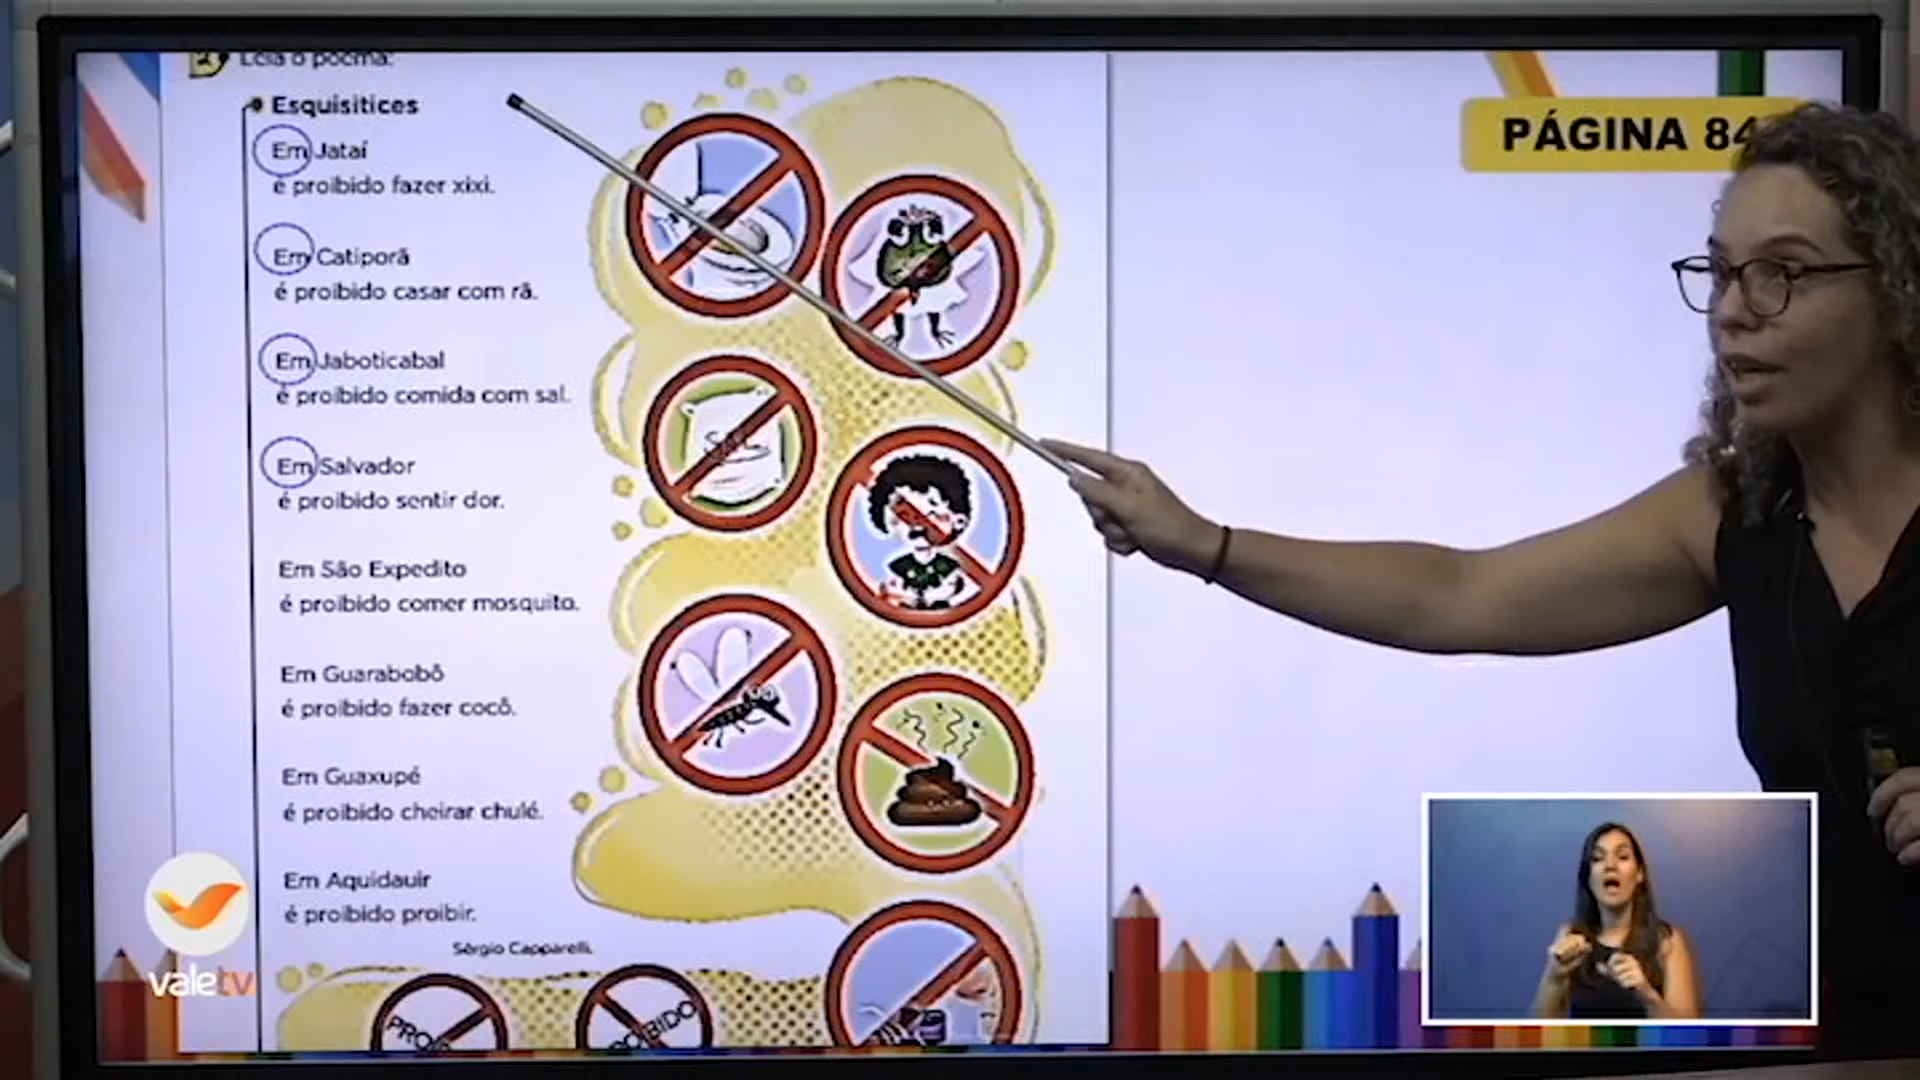 Leia o poema:
Esquisitices
Em Jataí
é proibido fazer xixi.
Em Catiporã
é proibido casar com rã.
Em Jaboticabal
é proibido comida com sal.
Em Salvador
é proibido sentir dor.
Em São Expedito
é proibido comer mosquito.
Em Guarabobô
é proibido fazer cocô.
Em Guaxupé
é proibido cheirar chulé.
Em Aquidauir
é proibido proibir.
Sérgio Capparelli.
SAL
PÁGINA 84
valetv